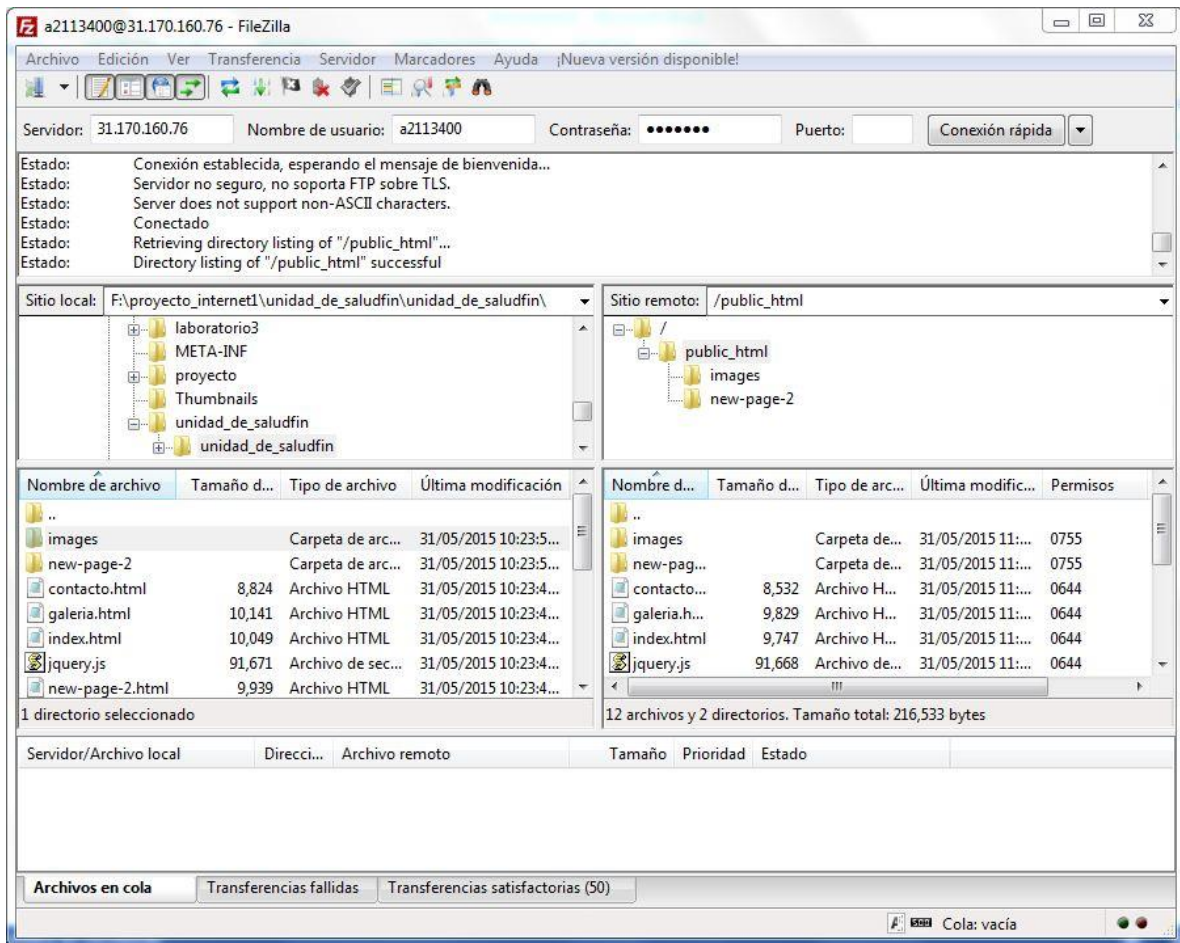 a2113400@31.170.160.76 - FileZilla
Archivo Edición Ver Transferencia Servidor Marcadores Ayuda ¡Nueva versión disponible!
Servidor: 31.170.160.76 Nombre de usuario: a2113400 Contraseña: ●●●●●●● Puerto: Conexión rápida
Estado: Conexión establecida, esperando el mensaje de bienvenida...
Estado: Servidor no seguro, no soporta FTP sobre TLS.
Estado: Server does not support non-ASCII characters.
Estado: Conectado
Estado: Retrieving directory listing of "/public_html"...
Estado: Directory listing of "/public_html" successful
Sitio local: F:\proyecto_internet1\unidad_de_saludfin\unidad_de_saludfin\
laboratorio3
META-INF
proyecto
Thumbnails
unidad_de_saludfin
unidad_de_saludfin
Sitio remoto: /public_html
/
public_html
images
new-page-2
Nombre de archivo Tamaño d... Tipo de archivo Última modificación
..
images Carpeta de arc... 31/05/2015 10:23:5...
new-page-2 Carpeta de arc... 31/05/2015 10:23:5...
contacto.html 8,824 Archivo HTML 31/05/2015 10:23:4...
galeria.html 10,141 Archivo HTML 31/05/2015 10:23:4...
index.html 10,049 Archivo HTML 31/05/2015 10:23:4...
jquery.js 91,671 Archivo de sec... 31/05/2015 10:23:4...
new-page-2.html 9,939 Archivo HTML 31/05/2015 10:23:4...
1 directorio seleccionado
Nombre d... Tamaño d... Tipo de arc... Última modific... Permisos
..
images Carpeta de... 31/05/2015 11:... 0755
new-pag... Carpeta de... 31/05/2015 11:... 0755
contacto... 8,532 Archivo H... 31/05/2015 11:... 0644
galeria.h... 9,829 Archivo H... 31/05/2015 11:... 0644
index.html 9,747 Archivo H... 31/05/2015 11:... 0644
jquery.js 91,668 Archivo de... 31/05/2015 11:... 0644
12 archivos y 2 directorios. Tamaño total: 216,533 bytes
Servidor/Archivo local Direcci... Archivo remoto Tamaño Prioridad Estado
Archivos en cola Transferencias fallidas Transferencias satisfactorias (50)
Cola: vacía